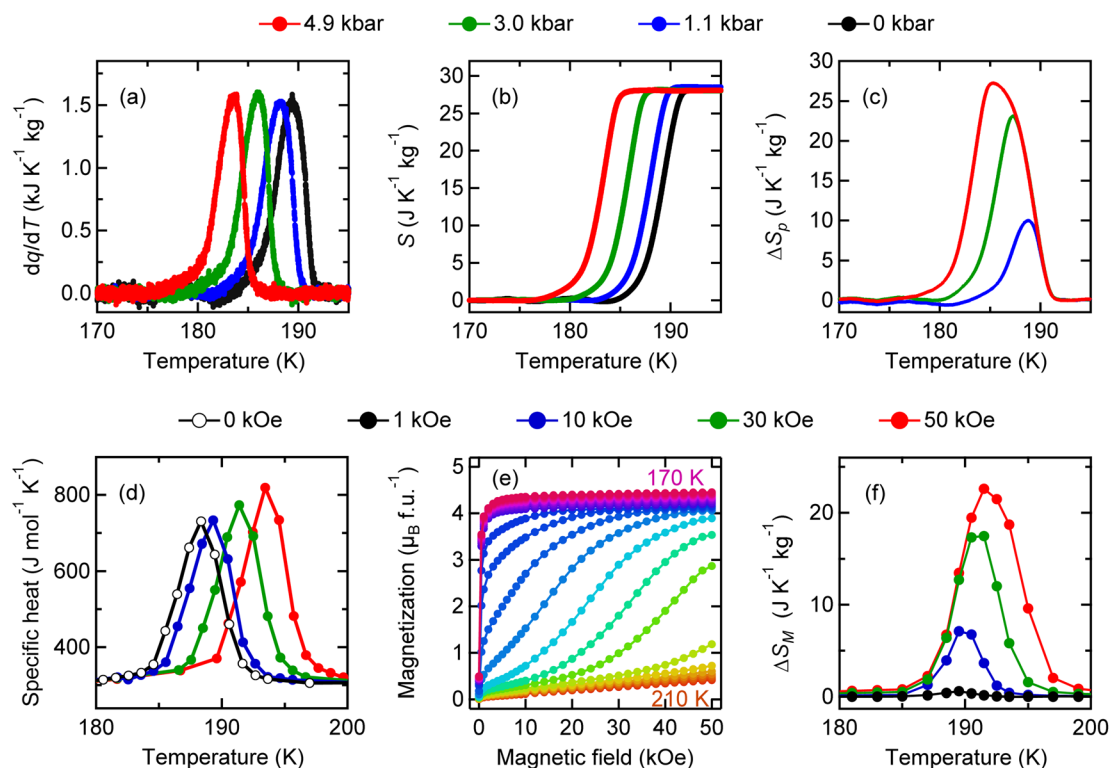 4.9 kbar 3.0 kbar 1.1 kbar 0 kbar
(a)
dq/dT (kJ K⁻¹ kg⁻¹)
1.5
1.0
0.5
0.0
170 180 190
Temperature (K)
(b)
S (J K⁻¹ kg⁻¹)
30
25
20
15
10
5
0
170 180 190
Temperature (K)
(c)
ΔSₚ (J K⁻¹ kg⁻¹)
30
25
20
15
10
5
0
170 180 190
Temperature (K)
0 kOe 1 kOe 10 kOe 30 kOe 50 kOe
(d)
Specific heat (J mol⁻¹ K⁻¹)
800
600
400
180 190 200
Temperature (K)
(e)
170 K
210 K
Magnetization (μB f.u.⁻¹)
5
4
3
2
1
0
0 10 20 30 40 50
Magnetic field (kOe)
(f)
ΔSM (J K⁻¹ kg⁻¹)
20
10
0
180 190 200
Temperature (K)